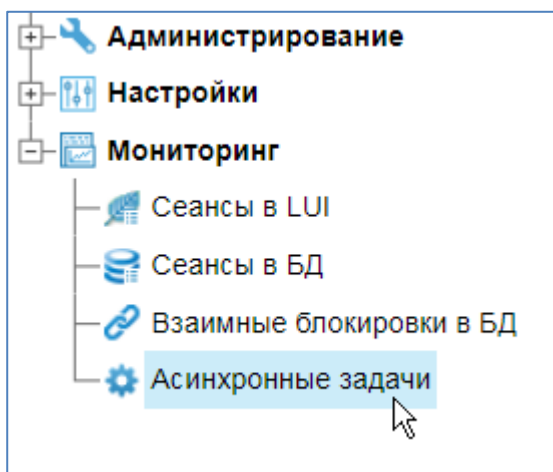 Администрирование
Настройки
Мониторинг
Сеансы в LUI
Сеансы в БД
Взаимные блокировки в БД
Асинхронные задачи